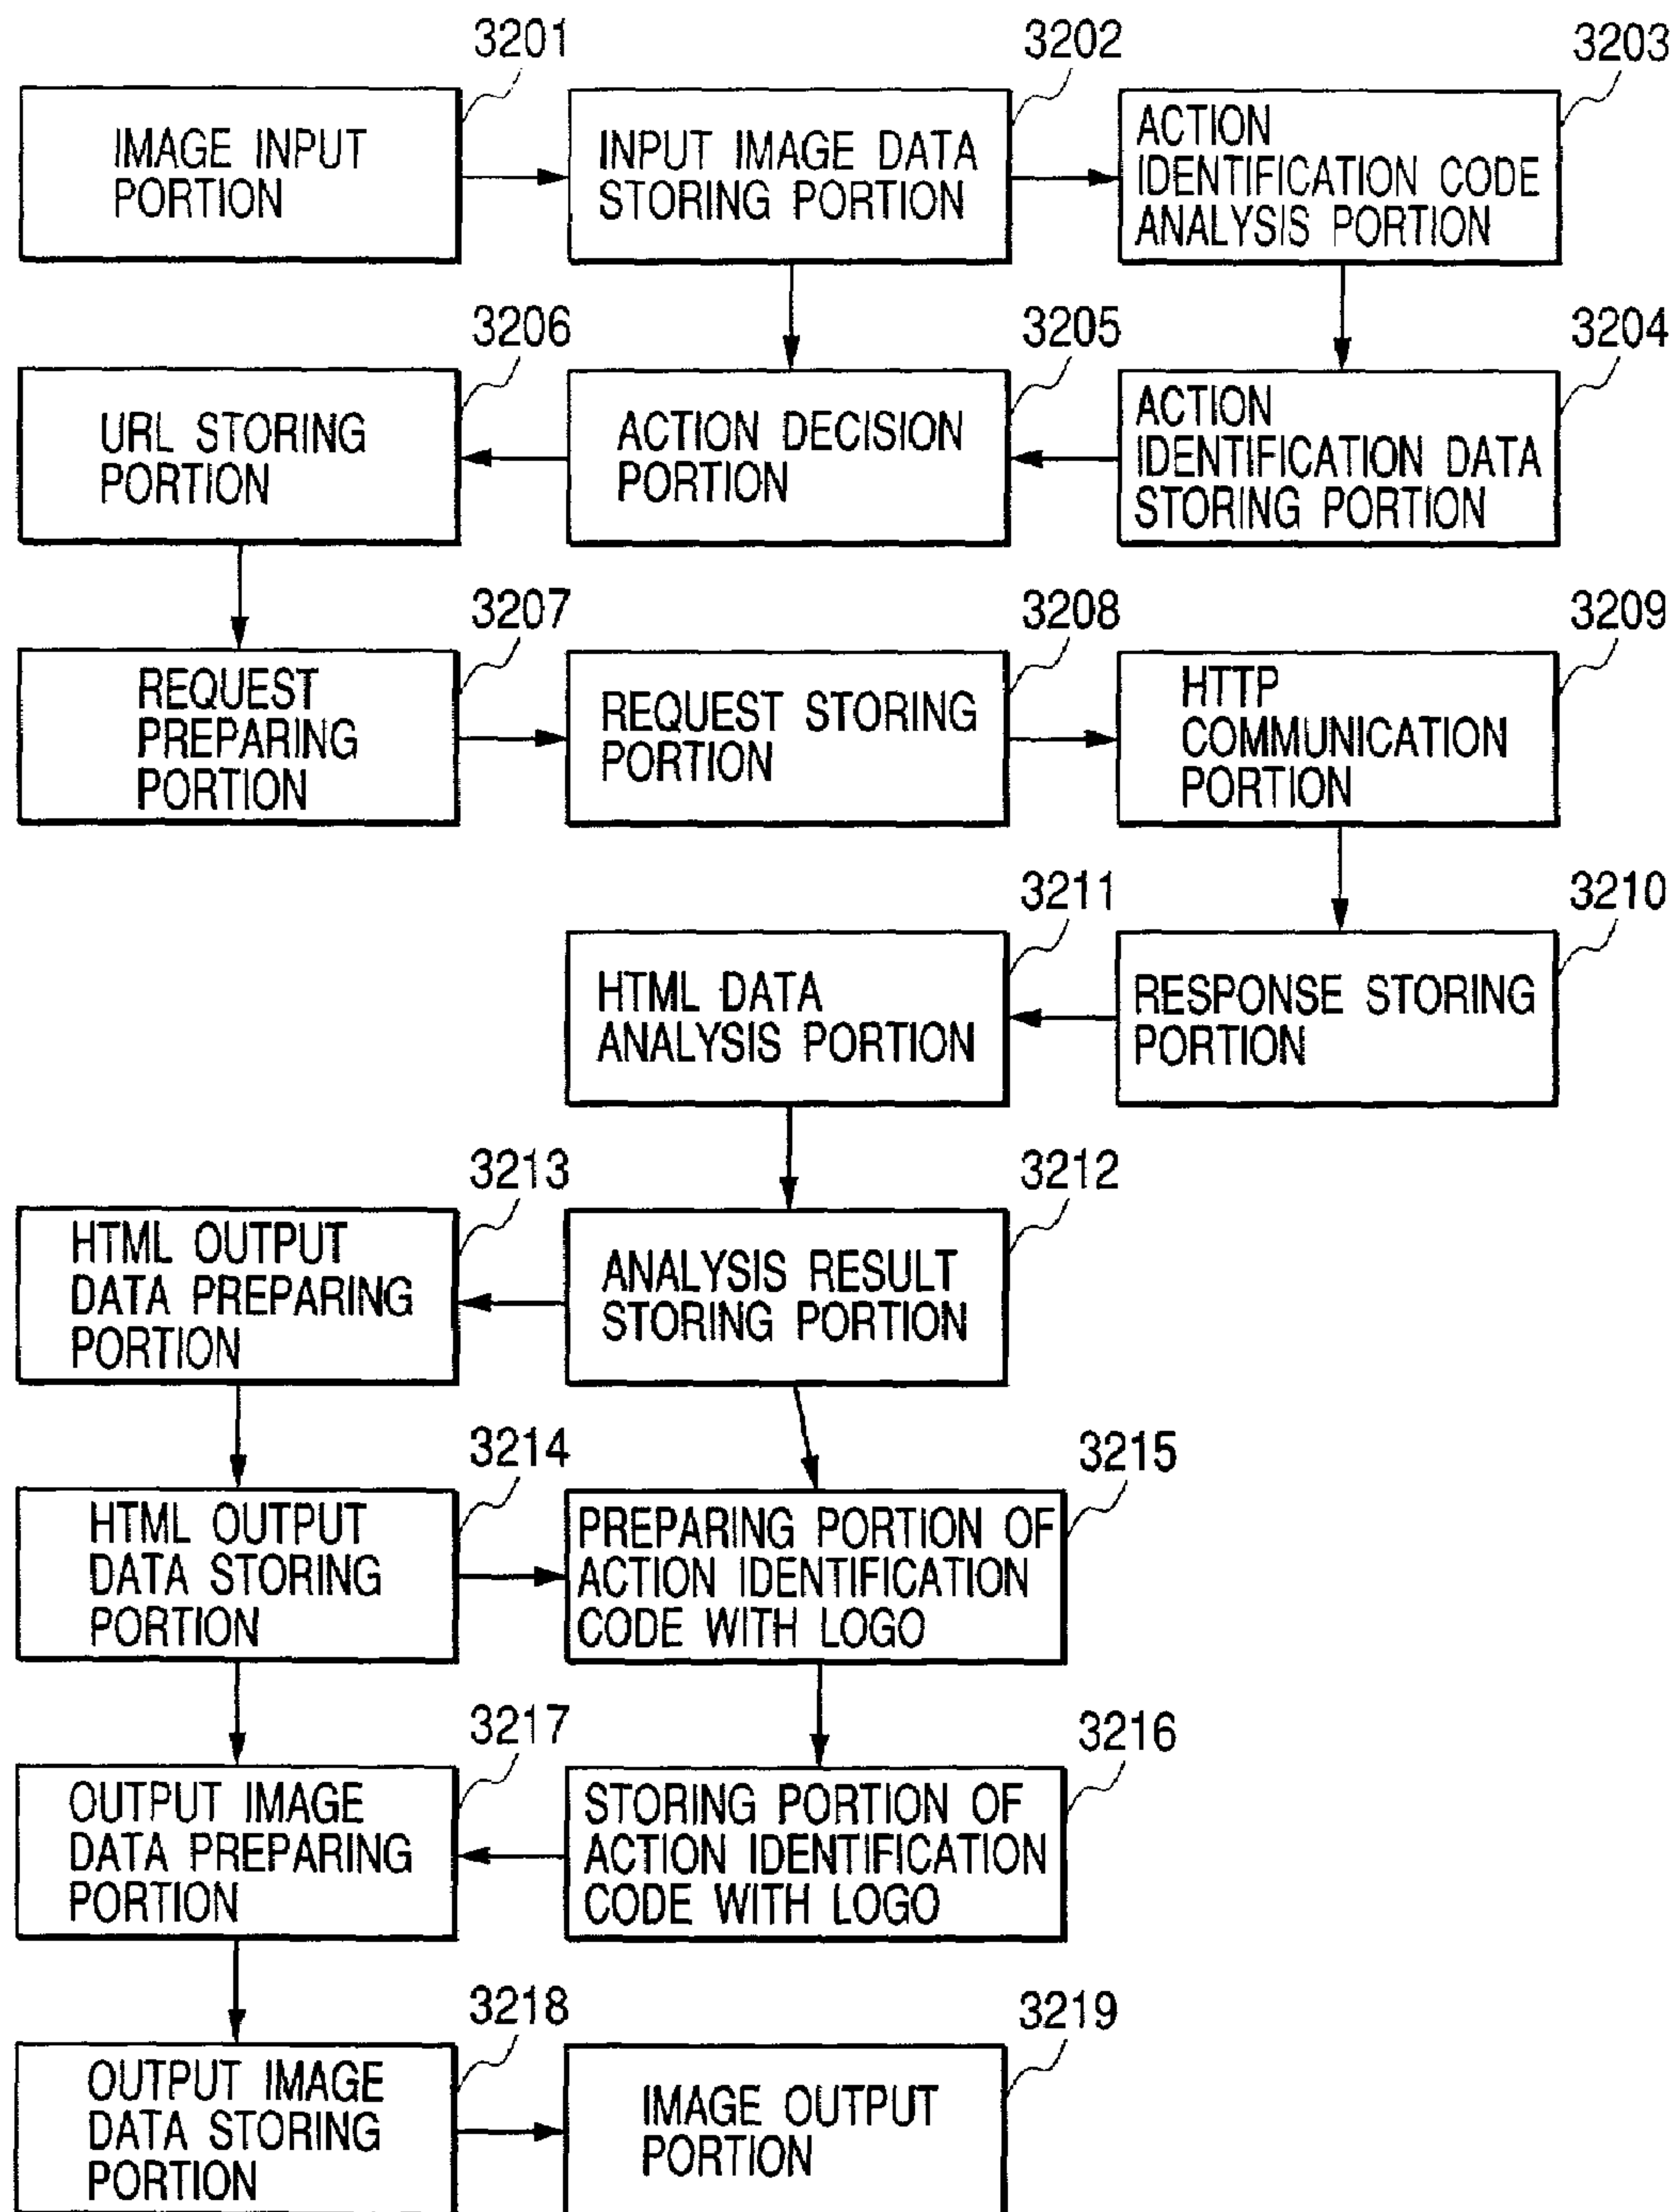 3201
IMAGE INPUT
PORTION
3202
INPUT IMAGE DATA
STORING PORTION
3203
ACTION
IDENTIFICATION CODE
ANALYSIS PORTION
3206
URL STORING
PORTION
3205
ACTION DECISION
PORTION
3204
ACTION
IDENTIFICATION DATA
STORING PORTION
3207
REQUEST
PREPARING
PORTION
3208
REQUEST STORING
PORTION
3209
HTTP
COMMUNICATION
PORTION
3211
HTML DATA
ANALYSIS PORTION
3210
RESPONSE STORING
PORTION
3213
HTML OUTPUT
DATA PREPARING
PORTION
3212
ANALYSIS RESULT
STORING PORTION
3214
HTML OUTPUT
DATA STORING
PORTION
3215
PREPARING PORTION OF
ACTION IDENTIFICATION
CODE WITH LOGO
3217
OUTPUT IMAGE
DATA PREPARING
PORTION
3216
STORING PORTION OF
ACTION IDENTIFICATION
CODE WITH LOGO
3218
OUTPUT IMAGE
DATA STORING
PORTION
3219
IMAGE OUTPUT
PORTION